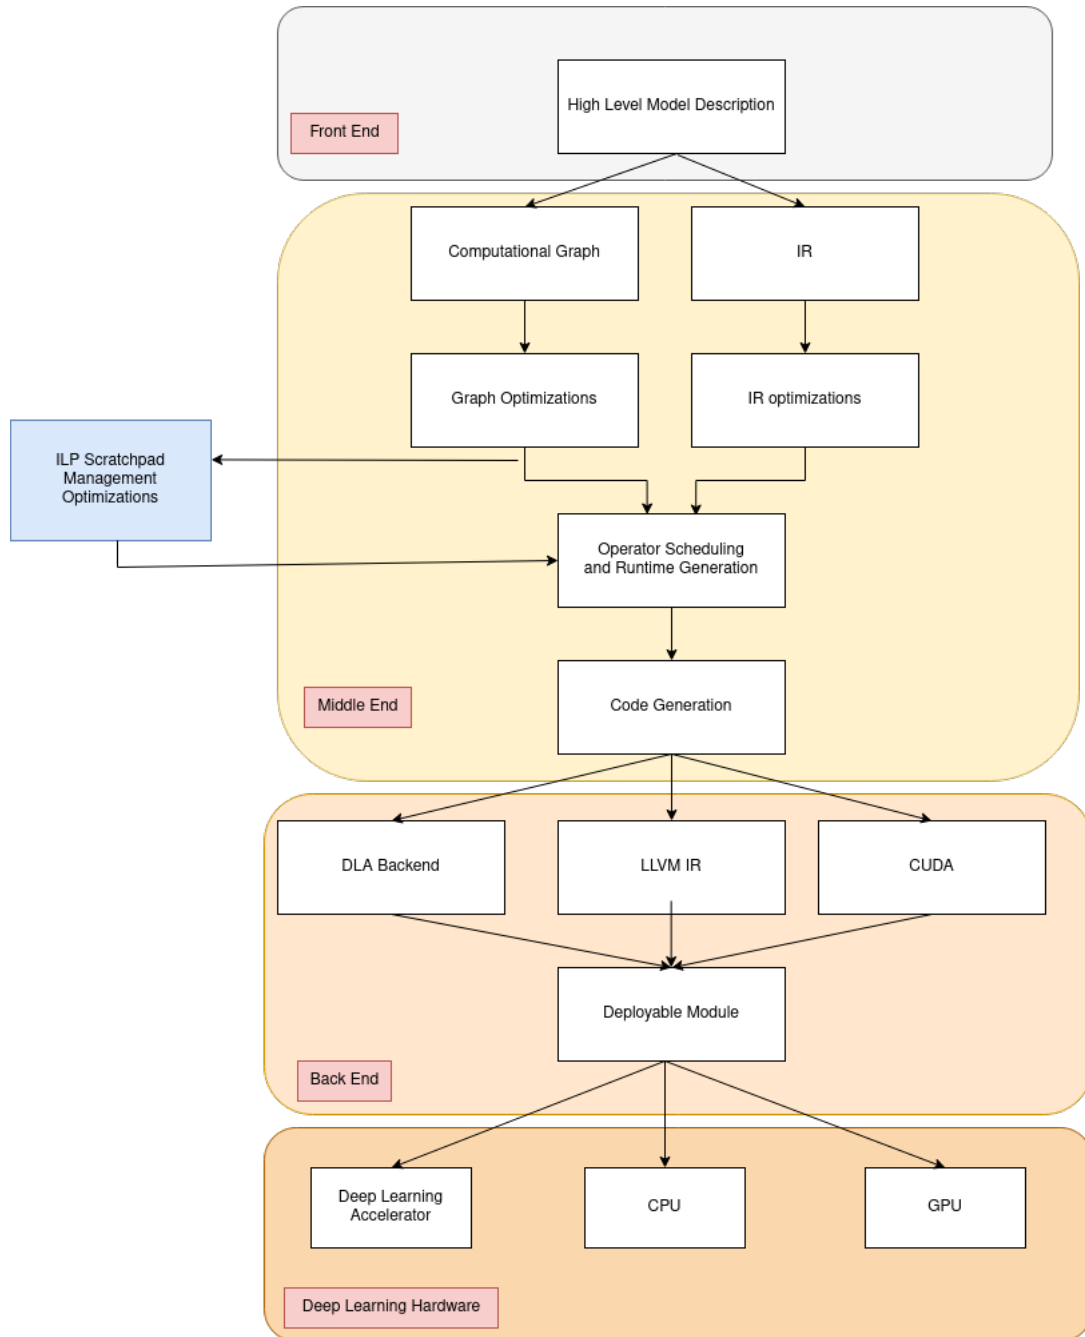 High Level Model Description
Front End
Computational Graph
IR
Graph Optimizations
IR optimizations
ILP Scratchpad
Management
Optimizations
Operator Scheduling
and Runtime Generation
Middle End
Code Generation
DLA Backend
LLVM IR
CUDA
Deployable Module
Back End
Deep Learning
Accelerator
CPU
GPU
Deep Learning Hardware